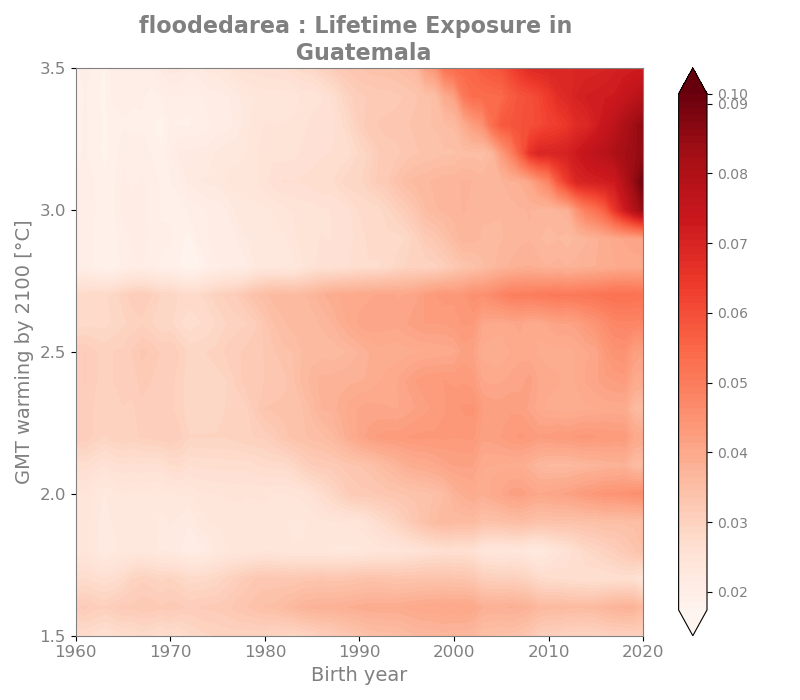 floodedarea : Lifetime Exposure in
Guatemala
GMT warming by 2100 [°C]
3.5
3.0
2.5
2.0
1.5
1960 1970 1980 1990 2000 2010 2020
Birth year
0.10
0.09
0.08
0.07
0.06
0.05
0.04
0.03
0.02